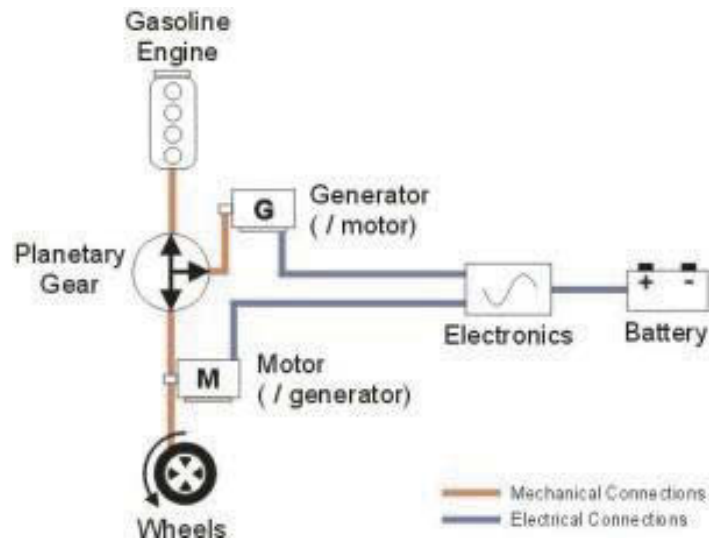 Gasoline
Engine
G
Generator
( / motor)
Planetary
Gear
+ -
Electronics
Battery
M
Motor
( / generator)
Wheels
Mechanical Connections
Electrical Connections